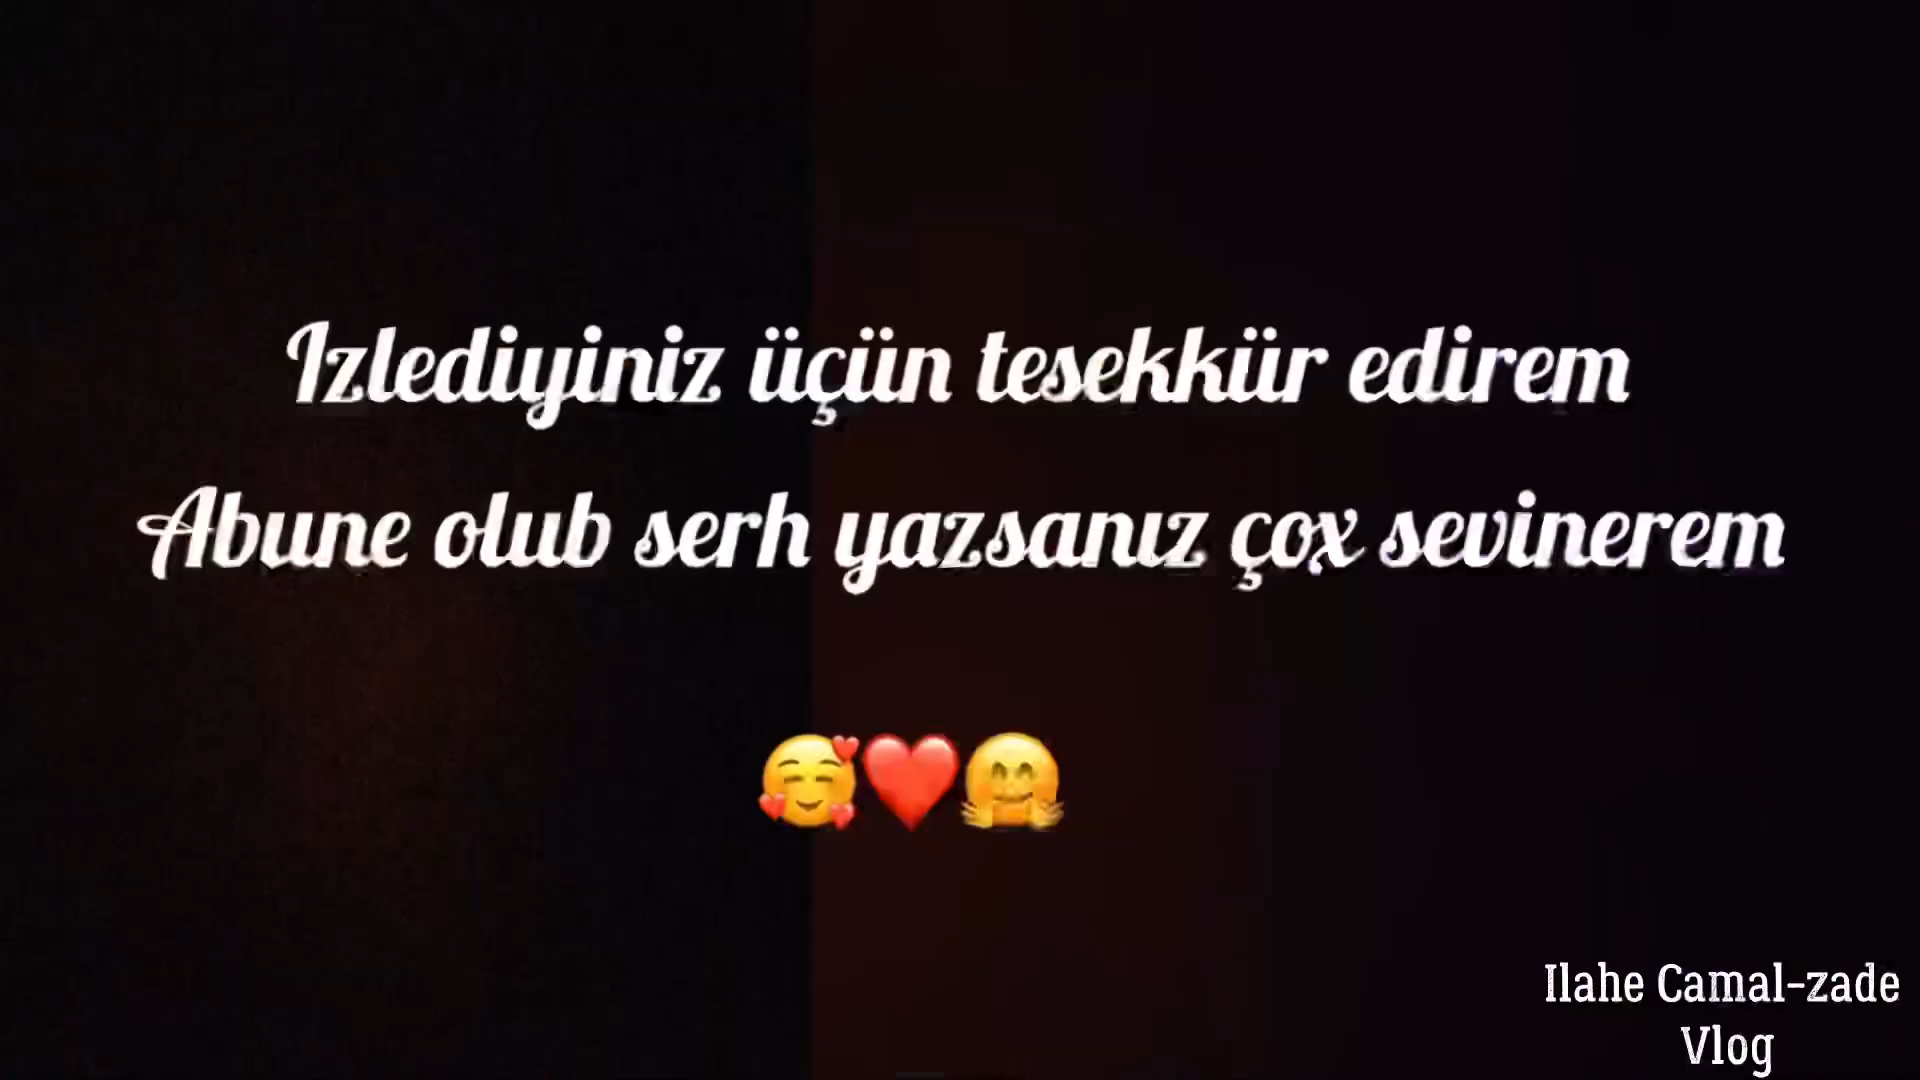 Izlediyiniz üçün tesekkür edirem
Abune olub serh yazsanız çox sevinerem
🥰❤️🤗
Ilahe Camal-zade
Vlog